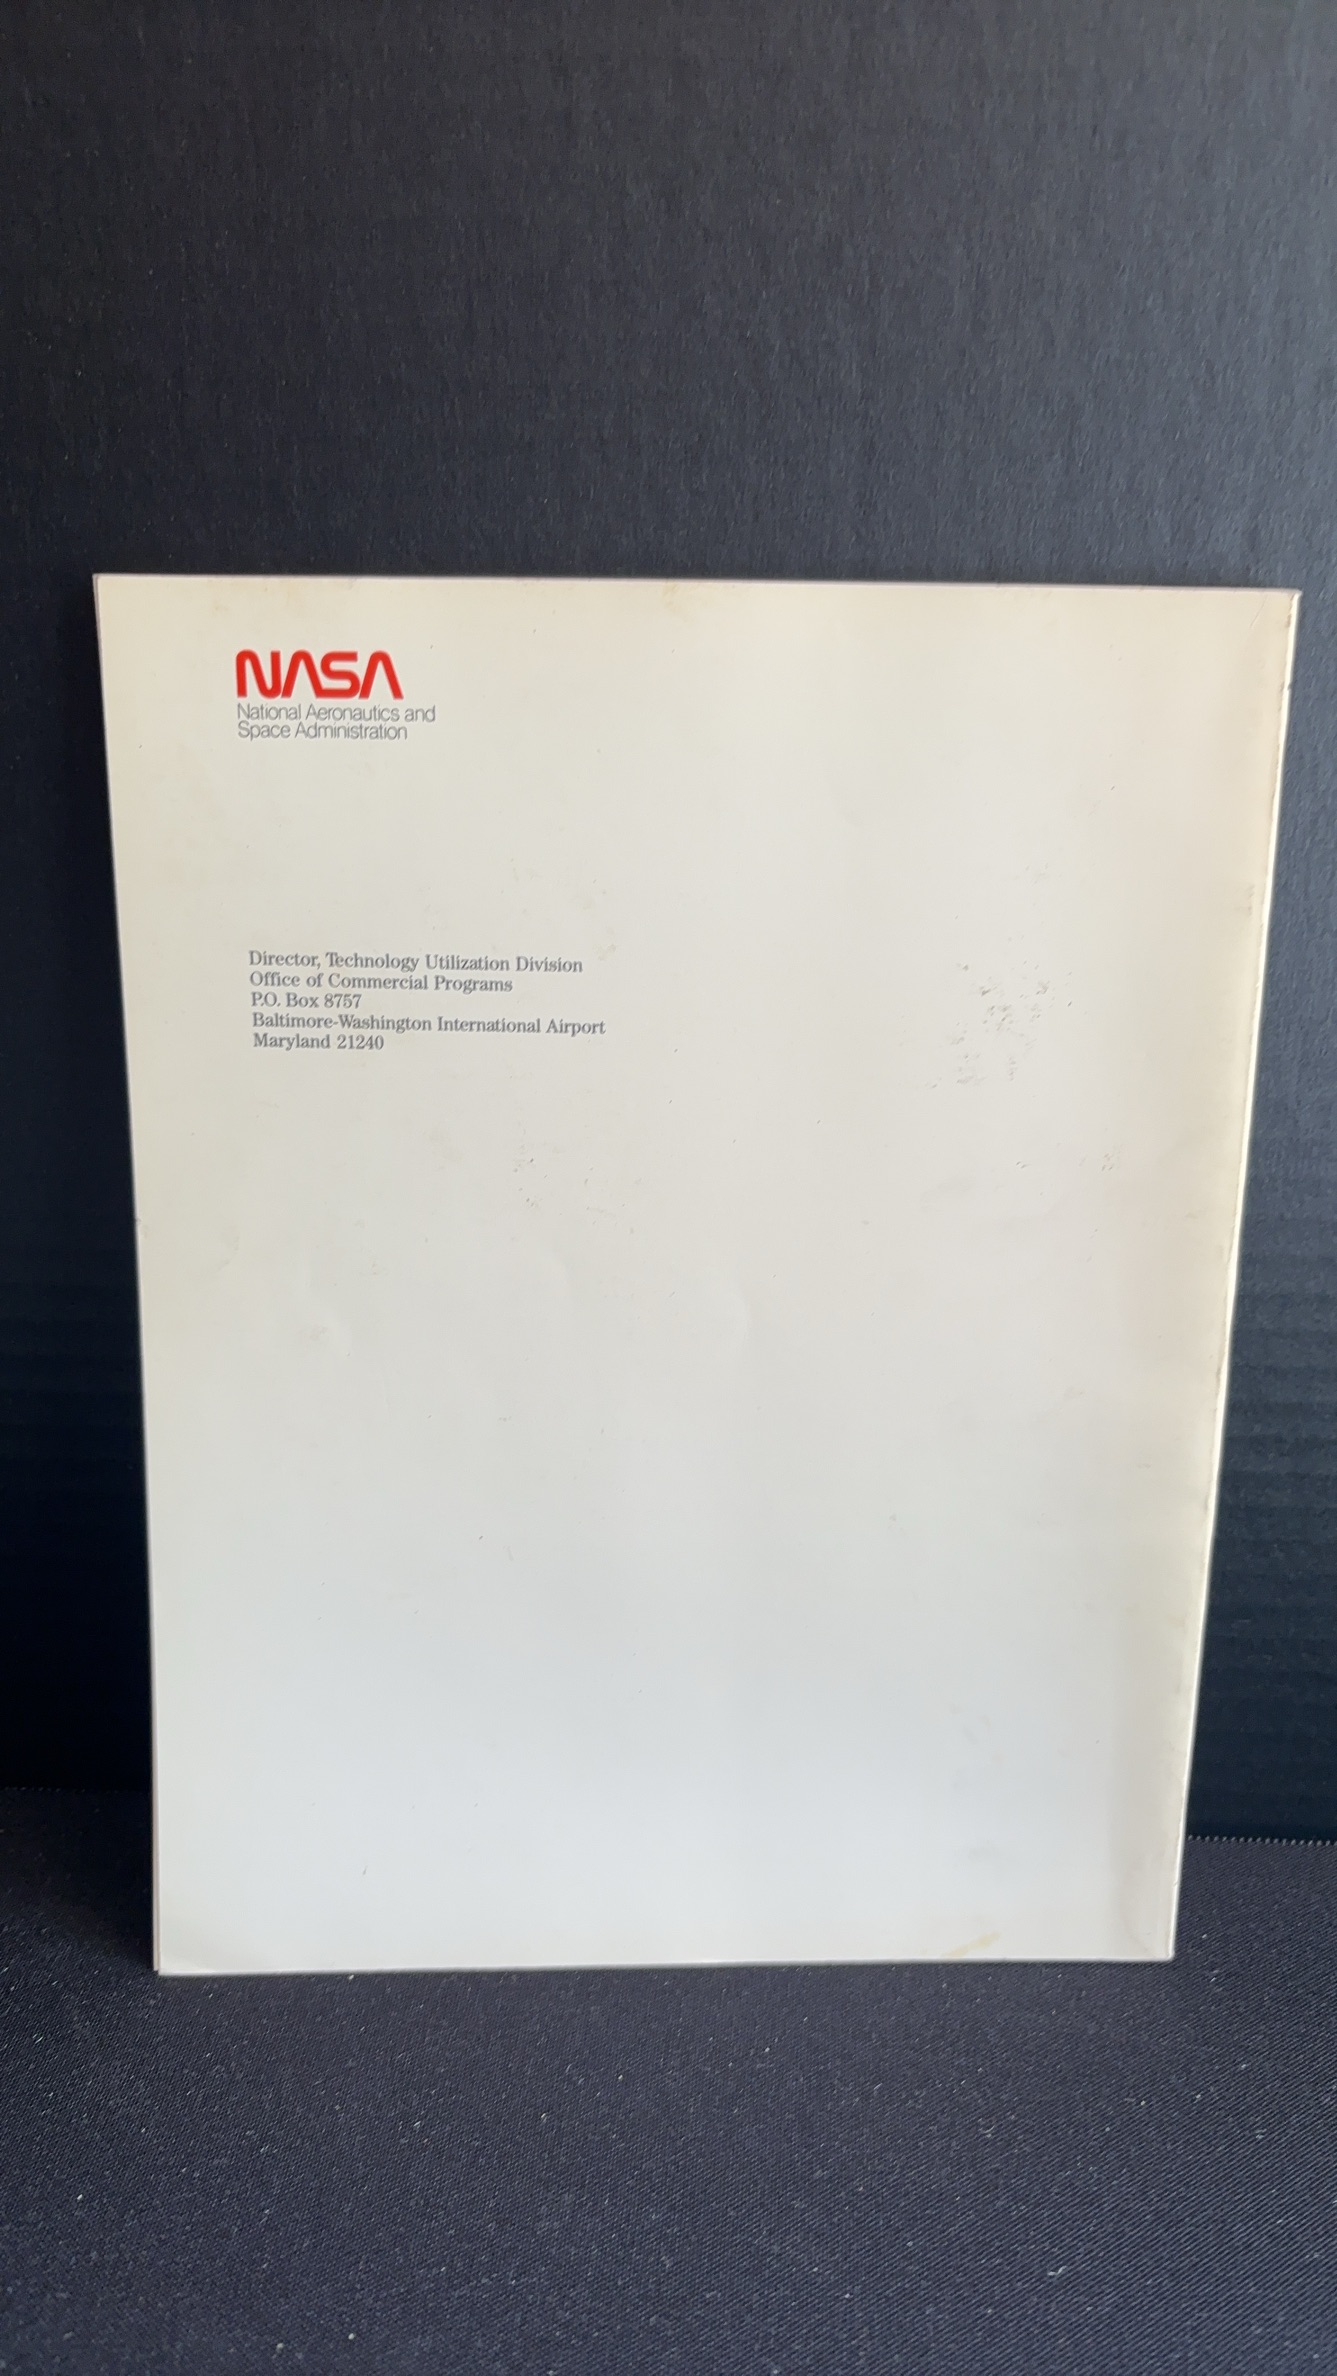 NASA
National Aeronautics and
Space Administration
Director, Technology Utilization Division
Office of Commercial Programs
P.O. Box 8757
Baltimore-Washington International Airport
Maryland 21240